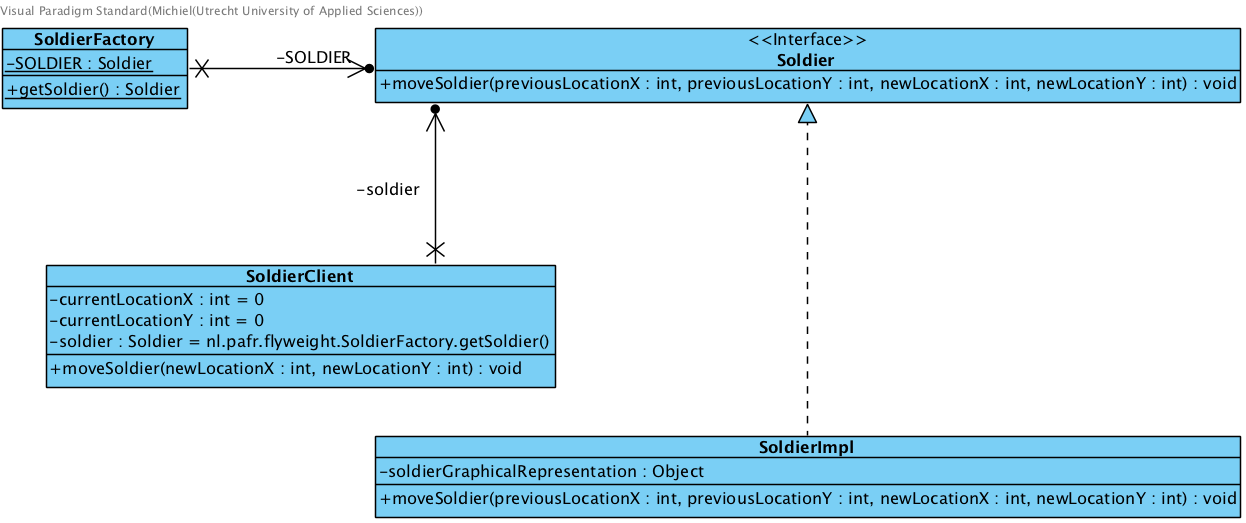 Visual Paradigm Standard(Michiel(Utrecht University of Applied Sciences))
SoldierFactory
-SOLDIER : Soldier
+getSoldier() : Soldier
-SOLDIER
<<Interface>>
Soldier
+moveSoldier(previousLocationX : int, previousLocationY : int, newLocationX : int, newLocationY : int) : void
-soldier
SoldierClient
-currentLocationX : int = 0
-currentLocationY : int = 0
-soldier : Soldier = nl.pafr.flyweight.SoldierFactory.getSoldier()
+moveSoldier(newLocationX : int, newLocationY : int) : void
SoldierImpl
-soldierGraphicalRepresentation : Object
+moveSoldier(previousLocationX : int, previousLocationY : int, newLocationX : int, newLocationY : int) : void